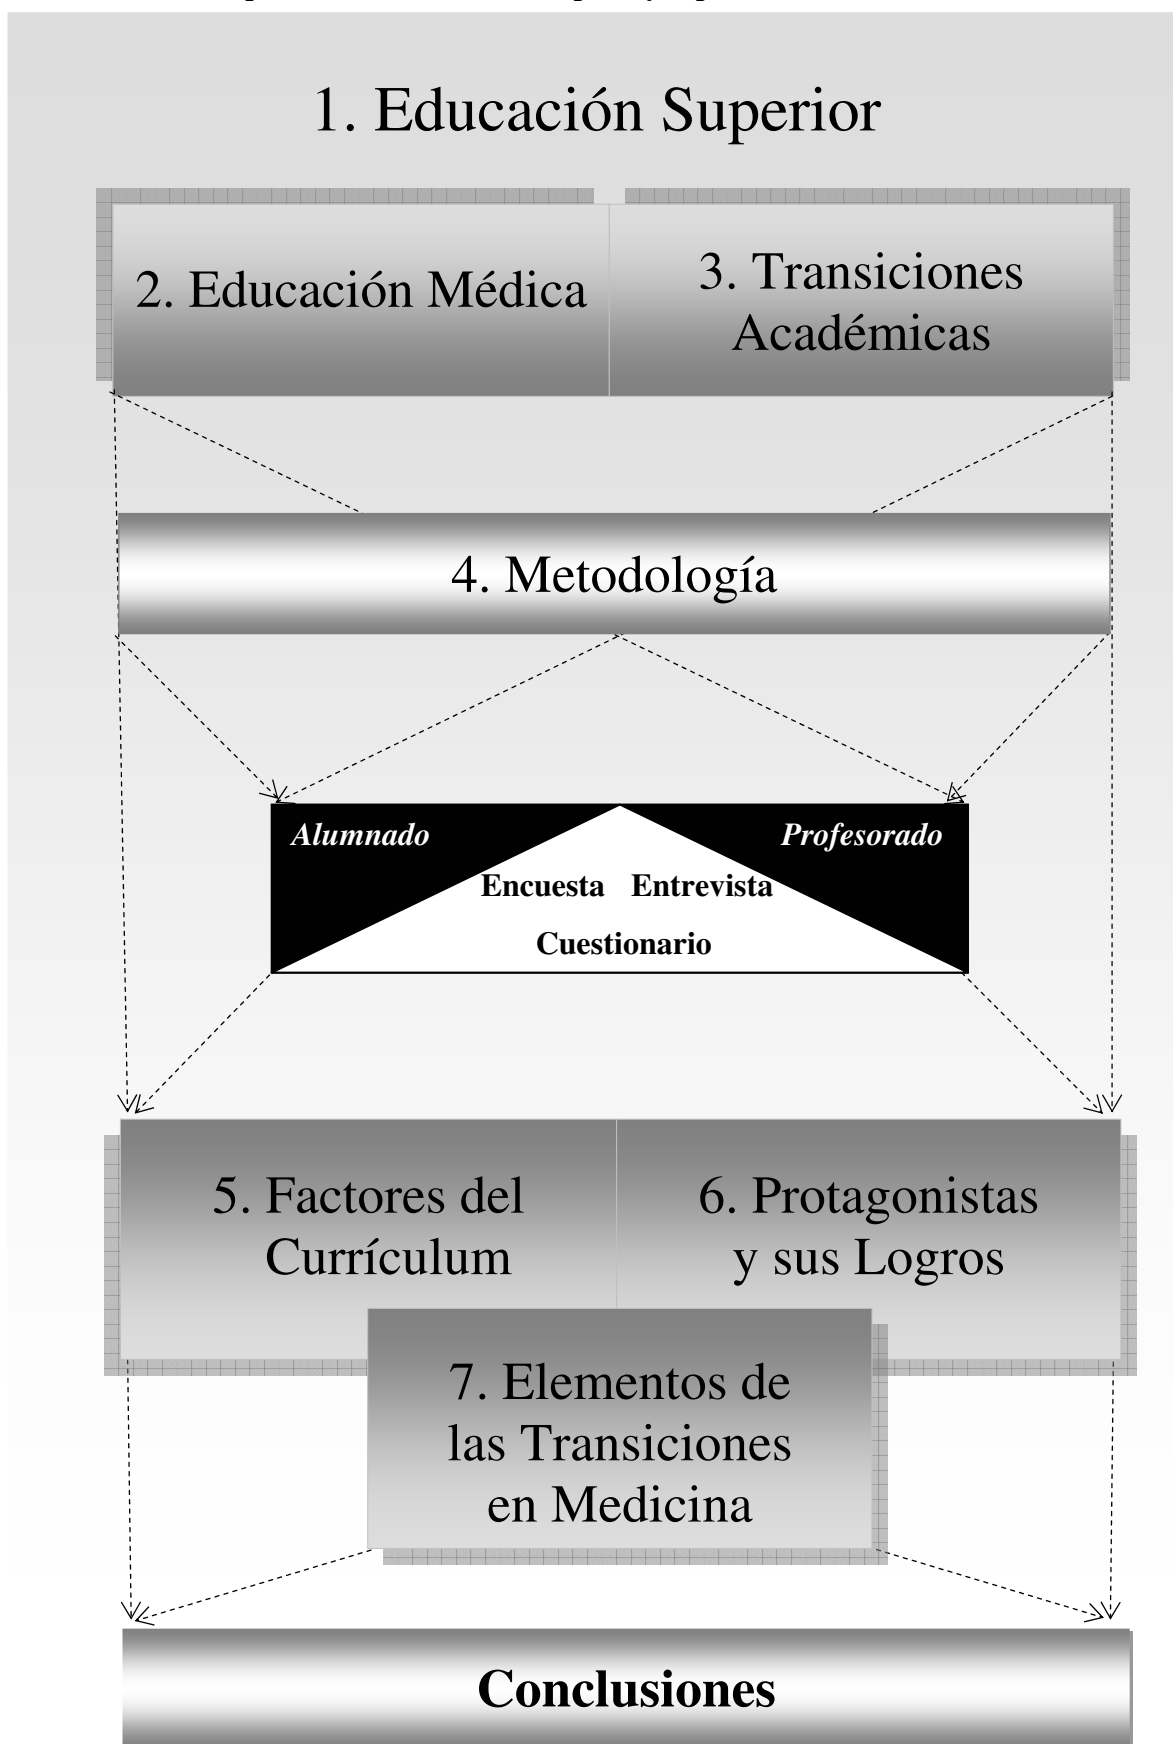 1. Educación Superior
2. Educación Médica
3. Transiciones
Académicas
4. Metodología
Alumnado
Profesorado
Encuesta Entrevista
Cuestionario
5. Factores del
Currículum
6. Protagonistas
y sus Logros
7. Elementos de
las Transiciones
en Medicina
Conclusiones